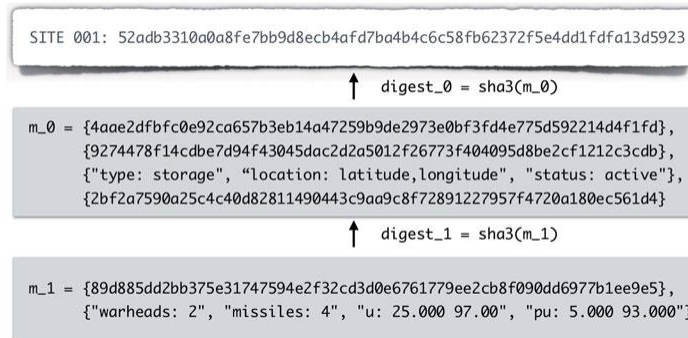 SITE 001: 52adb3310a0a8fe7bb9d8ecb4afd7ba4b4c6c58fb62372f5e4dd1fdfa13d5923
digest_0 = sha3(m_0)
m_0 = {4aae2dfbfc0e92ca657b3eb14a47259b9de2973e0bf3fd4e775d592214d4f1fd},
{9274478f14cdbe7d94f43045dac2d2a5012f26773f404095d8be2cf1212c3cdb},
{"type: storage", “location: latitude,longitude", "status: active"},
{2bf2a7590a25c4c40d82811490443c9aa9c8f72891227957f4720a180ec561d4}
digest_1 = sha3(m_1)
m_1 = {89d885dd2bb375e31747594e2f32cd3d0e6761779ee2cb8f090dd6977b1ee9e5},
{"warheads: 2", "missiles: 4", "u: 25.000 97.00", "pu: 5.000 93.000"}